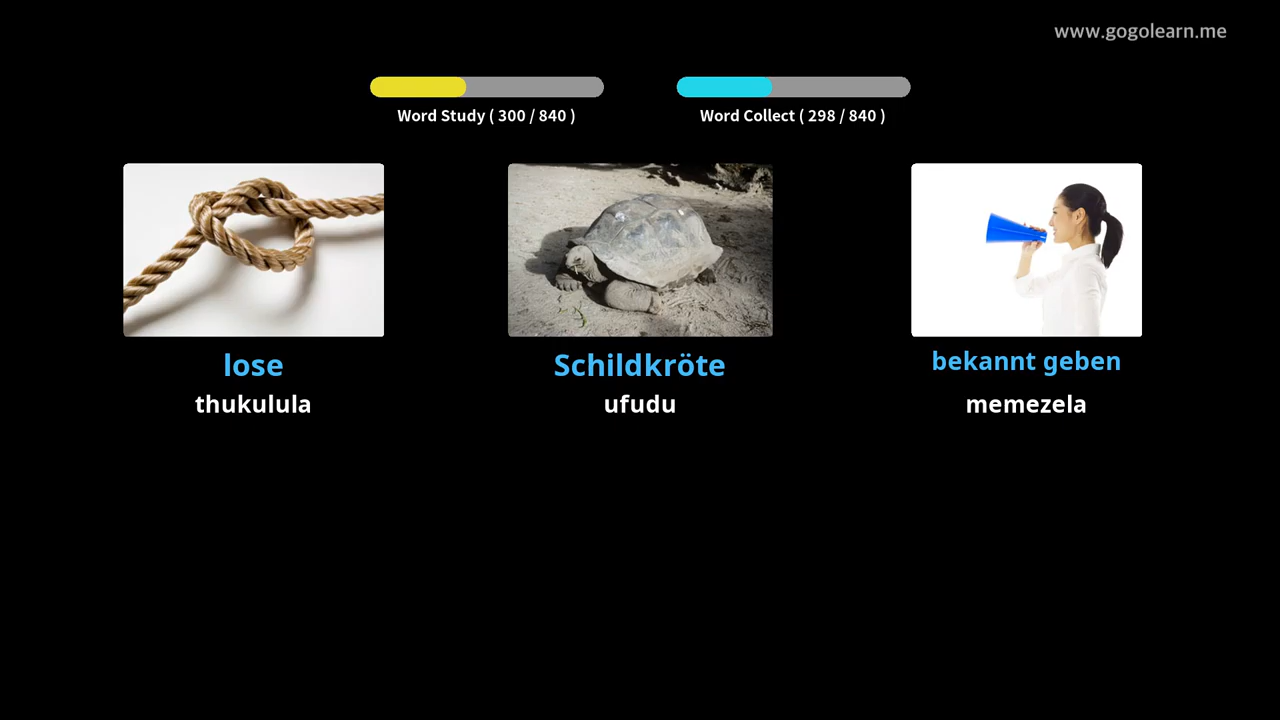 www.gogolearn.me
Word Study ( 300 / 840 )
Word Collect ( 298 / 840 )
lose
thukulula
Schildkröte
ufudu
bekannt geben
memezela